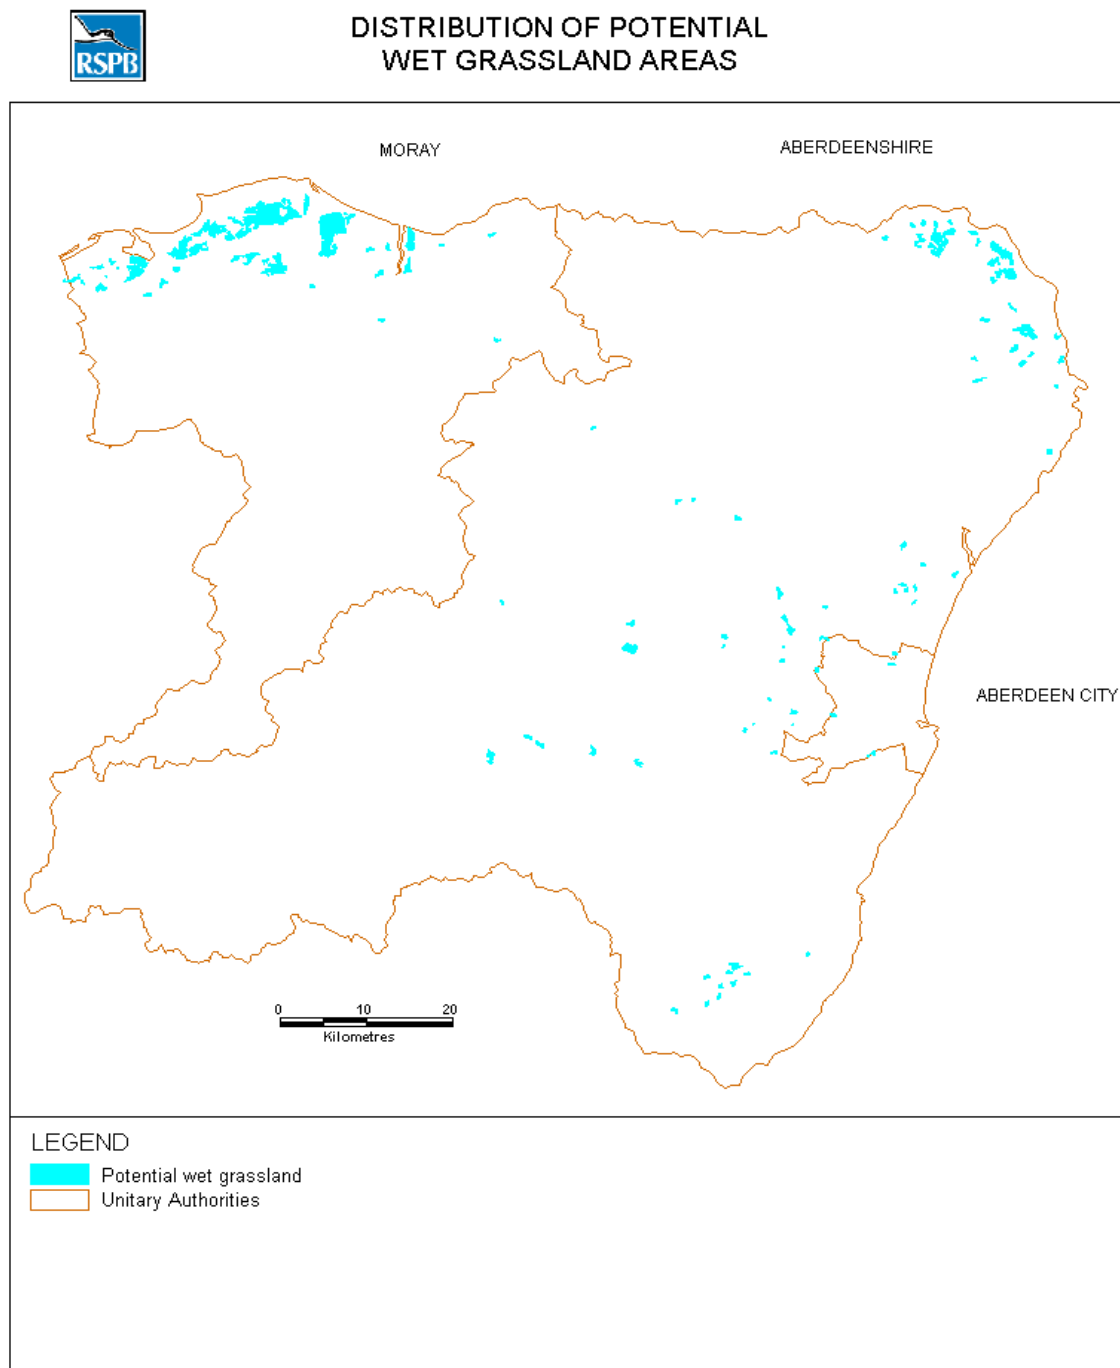 RSPB
DISTRIBUTION OF POTENTIAL
WET GRASSLAND AREAS
MORAY
ABERDEENSHIRE
ABERDEEN CITY
0 10 20
Kilometres
LEGEND
Potential wet grassland
Unitary Authorities